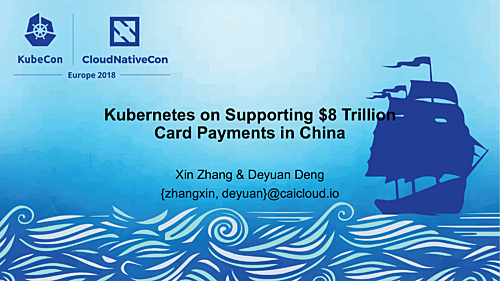 KubeCon
CloudNativeCon
Europe 2018
Kubernetes on Supporting $8 Trillion
Card Payments in China
Xin Zhang & Deyuan Deng
{zhangxin, deyuan}@caicloud.io